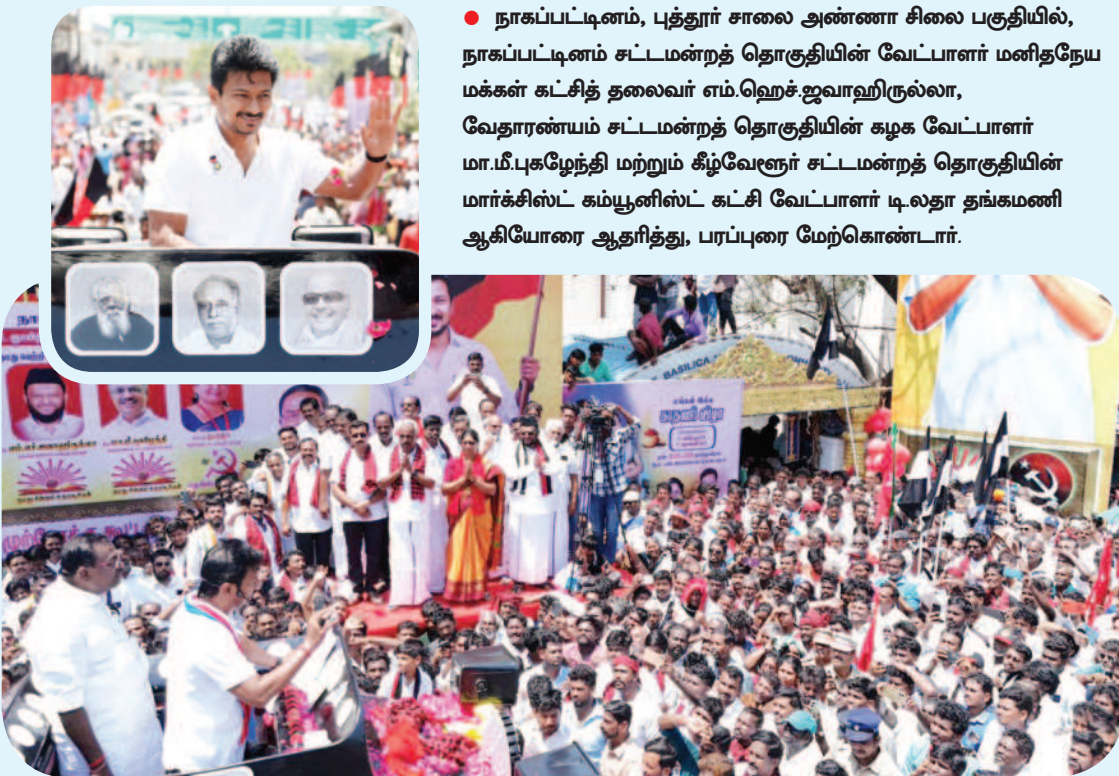 ● நாகப்பட்டினம், புத்தூர் சாலை அண்ணா சிலை பகுதியில்,
நாகப்பட்டினம் சட்டமன்றத் தொகுதியின் வேட்பாளர் மனிதநேய
மக்கள் கட்சித் தலைவர் எம்.ஹெச்.ஜவாஹிருல்லா,
வேதாரண்யம் சட்டமன்றத் தொகுதியின் கழக வேட்பாளர்
மா.மீ.புகழேந்தி மற்றும் கீழ்வேளூர் சட்டமன்றத் தொகுதியின்
மார்க்சிஸ்ட் கம்யூனிஸ்ட் கட்சி வேட்பாளர் டி.லதா தங்கமணி
ஆகியோரை ஆதரித்து, பரப்புரை மேற்கொண்டார்.
BASILICA